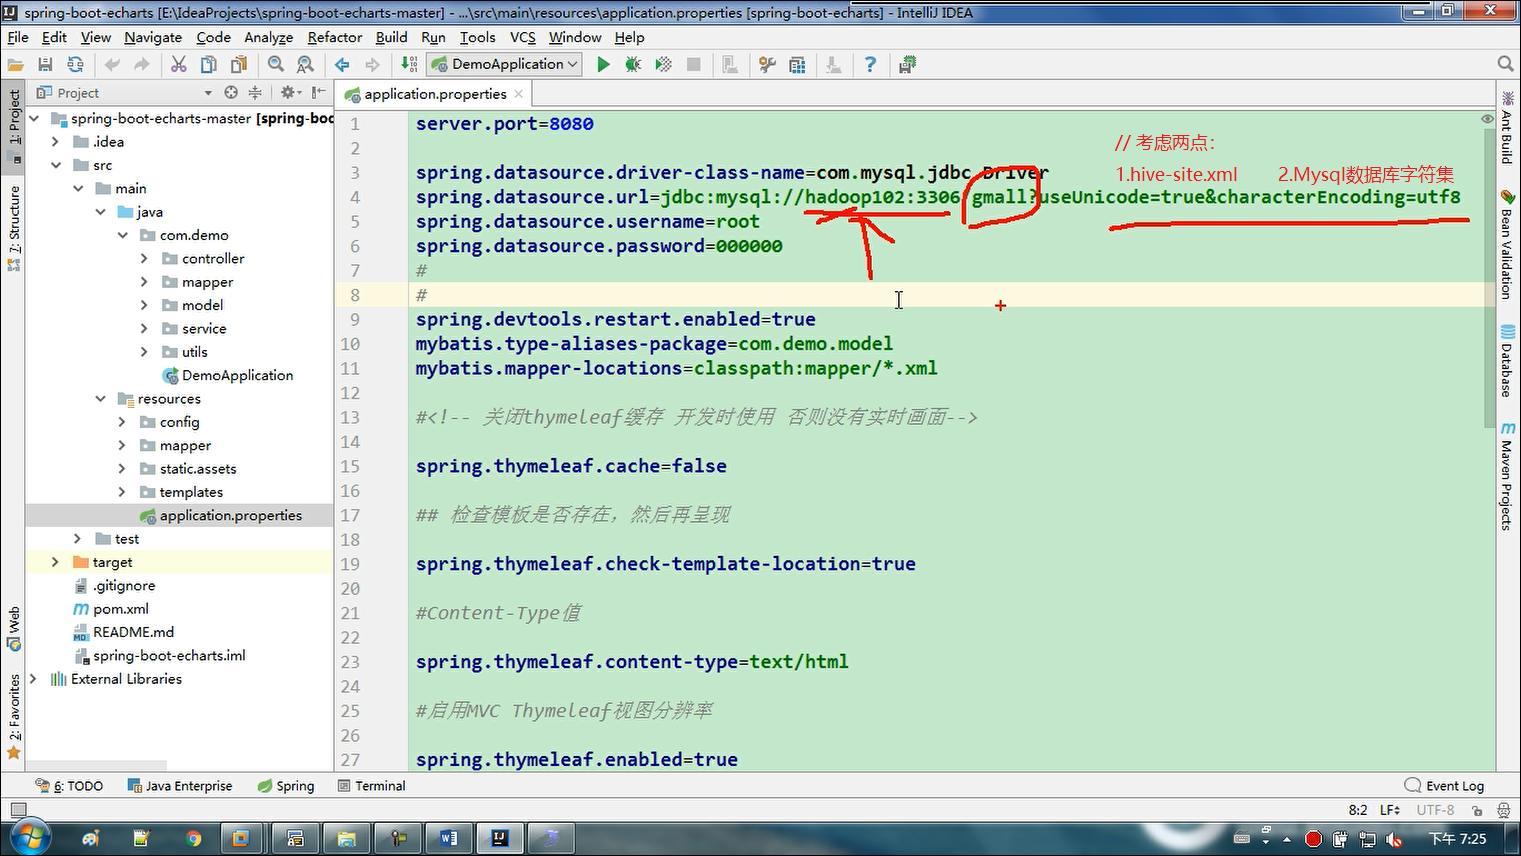 spring-boot-echarts [E:\IdeaProjects\spring-boot-echarts-master] - ...\src\main\resources\application.properties [spring-boot-echarts] - IntelliJ IDEA
File Edit View Navigate Code Analyze Refactor Build Run Tools VCS Window Help
DemoApplication
Project
application.properties
1: Project
7: Structure
Web
2: Favorites
spring-boot-echarts-master [spring-boo
.idea
src
main
java
com.demo
controller
mapper
model
service
utils
DemoApplication
resources
config
mapper
static.assets
templates
application.properties
test
target
.gitignore
pom.xml
README.md
spring-boot-echarts.iml
External Libraries
1 server.port=8080
2
3 spring.datasource.driver-class-name=com.mysql.jdbc.Driver
4 spring.datasource.url=jdbc:mysql://hadoop102:3306 gmall?useUnicode=true&characterEncoding=utf8
5 spring.datasource.username=root
6 spring.datasource.password=000000
7 #
8 #
9 spring.devtools.restart.enabled=true
10 mybatis.type-aliases-package=com.demo.model
11 mybatis.mapper-locations=classpath:mapper/*.xml
12
13 #<!-- 关闭thymeleaf缓存 开发时使用 否则没有实时画面-->
14
15 spring.thymeleaf.cache=false
16
17 ## 检查模板是否存在，然后再呈现
18
19 spring.thymeleaf.check-template-location=true
20
21 #Content-Type值
22
23 spring.thymeleaf.content-type=text/html
24
25 #启用MVC Thymeleaf视图分辨率
26
27 spring.thymeleaf.enabled=true
// 考虑两点：
1.hive-site.xml 2.Mysql数据库字符集
Ant Build
Bean Validation
Database
Maven Projects
6: TODO Java Enterprise Spring Terminal Event Log
8:2 LF UTF-8
下午 7:25